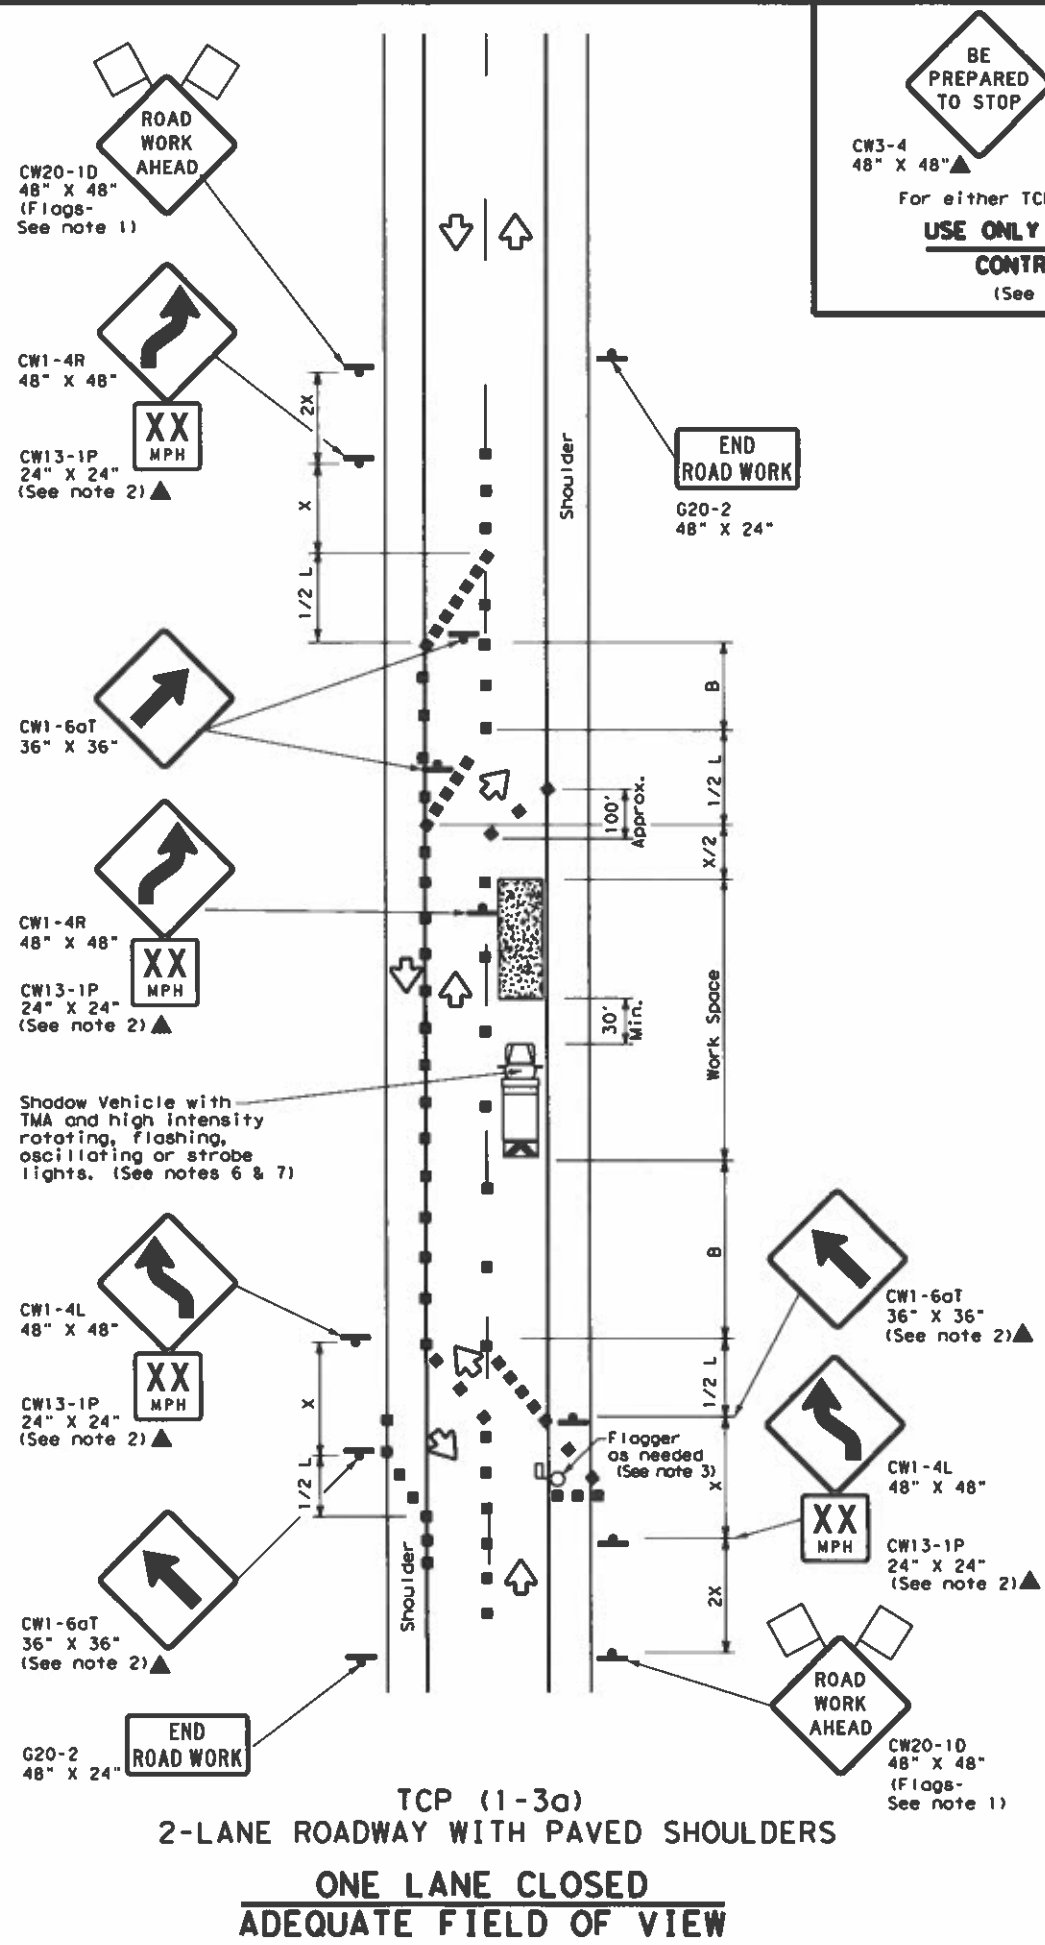 ROAD
WORK
AHEAD
CW20-1D
48" X 48"
(Flags-
See note 1)
BE
PREPARED
TO STOP
CW3-4
48" X 48"▲
For either TC
USE ONLY
CONTR
(See
CW1-4R
48" X 48"
XX
MPH
CW13-1P
24" X 24"
(See note 2)▲
2X
X
1/2 L
Shoulder
END
ROAD WORK
G20-2
48" X 24"
CW1-6aT
36" X 36"
B
1/2 L
100'
Approx.
X/2
CW1-4R
48" X 48"
XX
MPH
CW13-1P
24" X 24"
(See note 2)▲
30'
Min.
Work Space
Shadow Vehicle with
TMA and high intensity
rotating, flashing,
oscillating or strobe
lights. (See notes 6 & 7)
B
CW1-4L
48" X 48"
XX
MPH
CW13-1P
24" X 24"
(See note 2)▲
X
1/2 L
CW1-6aT
36" X 36"
(See note 2)▲
1/2 L
X
2X
Flagger
as needed
(See note 3)
CW1-4L
48" X 48"
XX
MPH
CW13-1P
24" X 24"
(See note 2)▲
CW1-6aT
36" X 36"
(See note 2)▲
Shoulder
END
ROAD WORK
G20-2
48" X 24"
ROAD
WORK
AHEAD
CW20-1D
48" X 48"
(Flags-
See note 1)
TCP (1-3a)
2-LANE ROADWAY WITH PAVED SHOULDERS
ONE LANE CLOSED
ADEQUATE FIELD OF VIEW